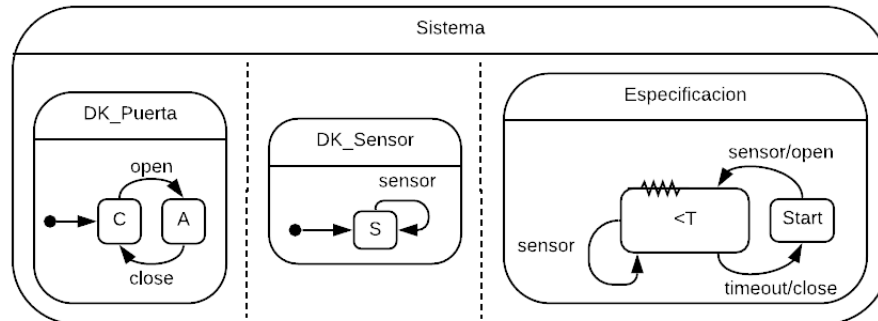 Sistema
DK_Puerta
open
C
A
close
DK_Sensor
sensor
S
Especificacion
sensor/open
<T
Start
sensor
timeout/close